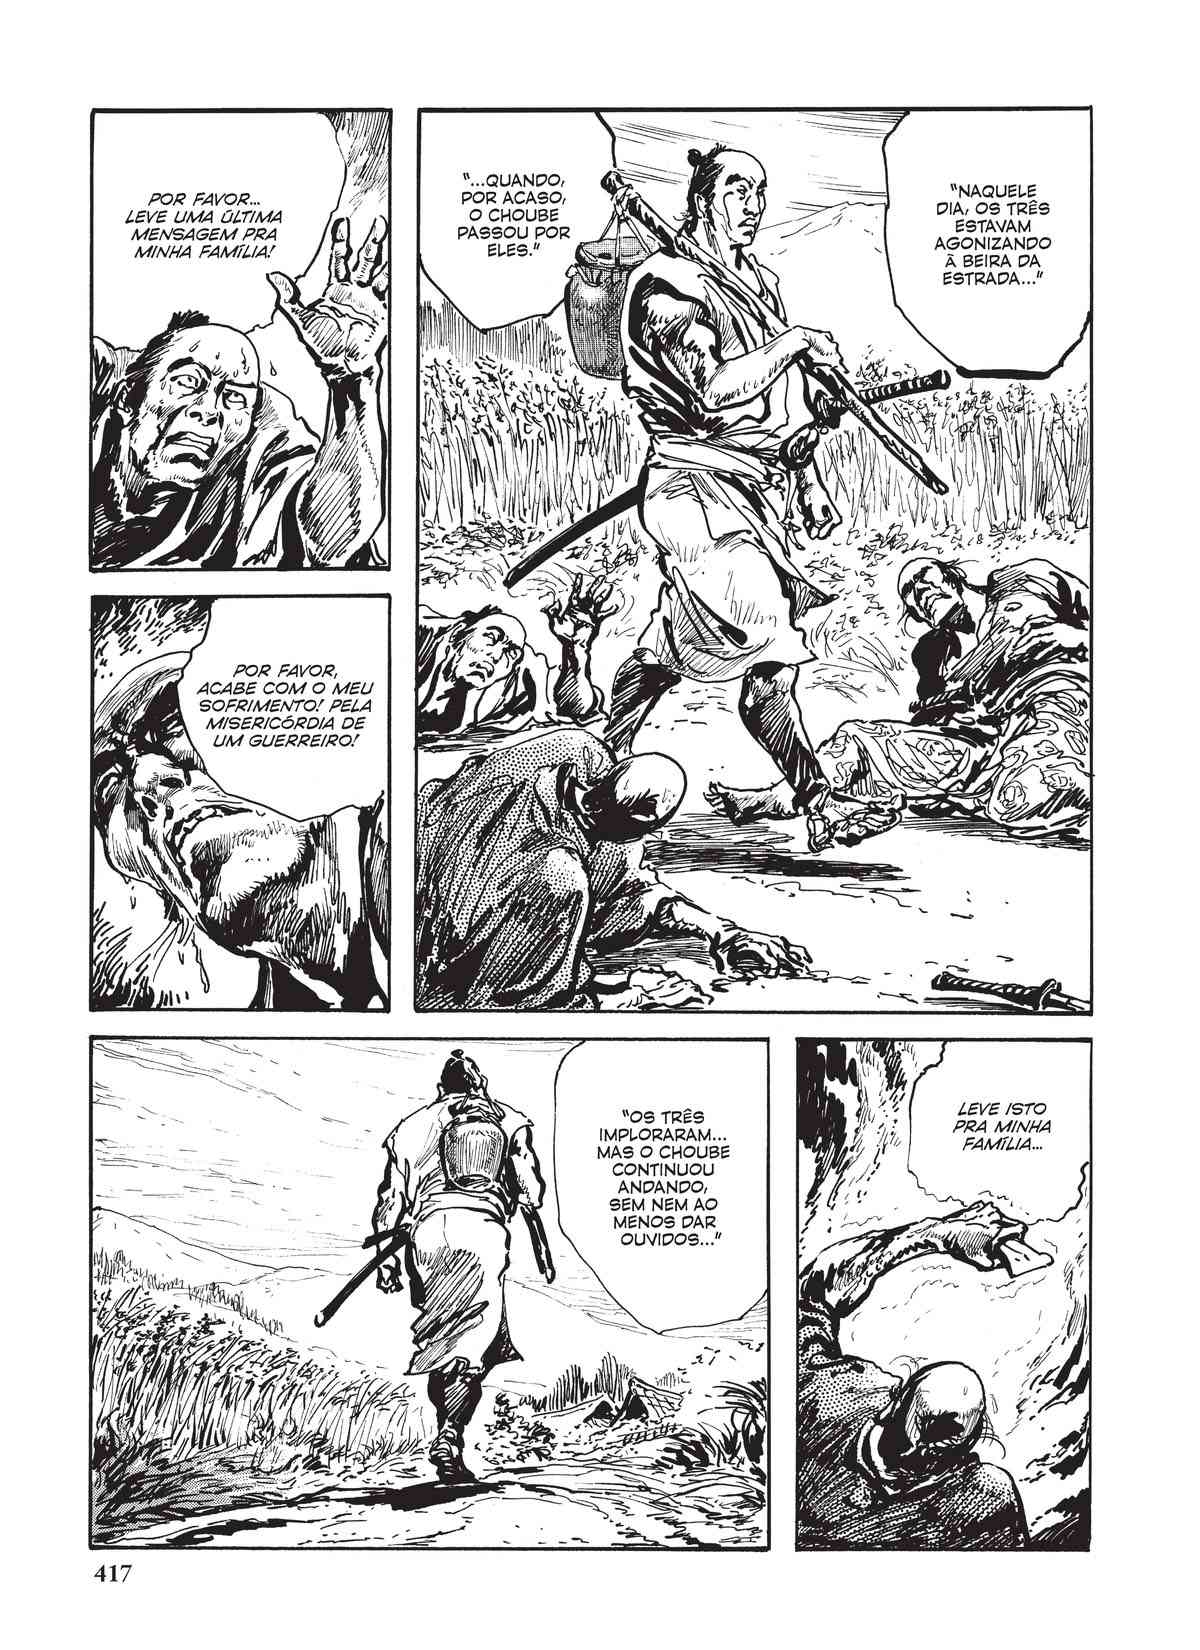 "NAQUELE
DIA, OS TRÊS
ESTAVAM
AGONIZANDO
À BEIRA DA
ESTRADA..."
"...QUANDO,
POR ACASO,
O CHOUBE
PASSOU POR
ELES."
POR FAVOR...
LEVE UMA ÚLTIMA
MENSAGEM PRA
MINHA FAMÍLIA!
POR FAVOR,
ACABE COM O MEU
SOFRIMENTO! PELA
MISERICÓRDIA DE
UM GUERREIRO!
LEVE ISTO
PRA MINHA
FAMÍLIA...
"OS TRÊS
IMPLORARAM...
MAS O CHOUBE
CONTINUOU
ANDANDO,
SEM NEM AO
MENOS DAR
OUVIDOS..."
417